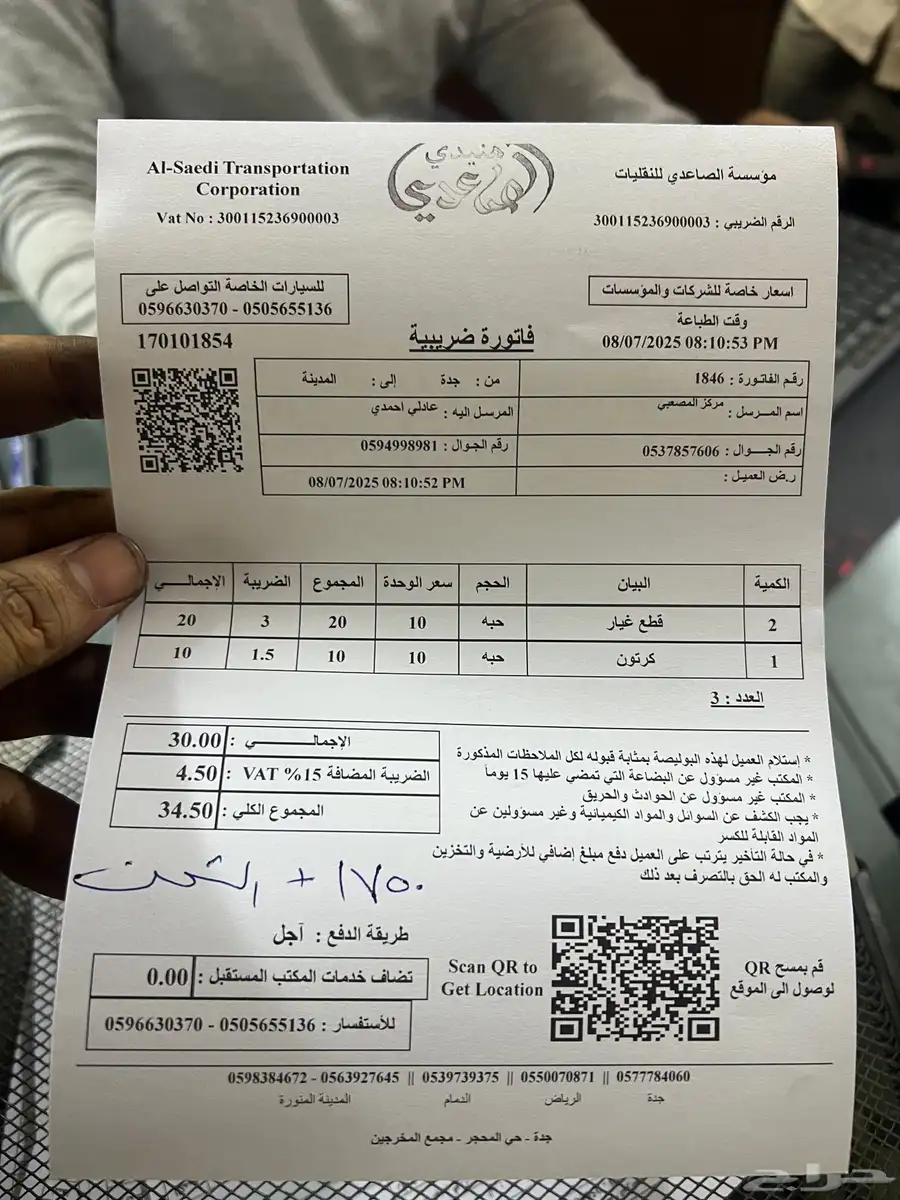 Al-Saedi Transportation
Corporation
Vat No : 300115236900003
هنيدي
الصاعدي
مؤسسة الصاعدي للنقليات
الرقم الضريبي : 300115236900003
للسيارات الخاصة التواصل على
0596630370 - 0505655136
170101854
فاتورة ضريبية
اسعار خاصة للشركات والمؤسسات
وقت الطباعة
08/07/2025 08:10:53 PM
رقم الفاتورة : 1846
من : جدة إلى : المدينة
اسم المـــرسل : مركز المصعبي
المرسل اليه : عادلي احمدي
رقم الجـــوال : 0537857606
رقم الجـوال : 0594998981
ر.ض العميل :
08/07/2025 08:10:52 PM
الكمية البيان الحجم سعر الوحدة المجموع الضريبة الإجمالـــــي
2 قطع غيار حبه 10 20 3 20
1 كرتون حبه 10 10 1.5 10
العدد : 3
الإجمالـــــــــي : 30.00
الضريبة المضافة 15% VAT : 4.50
المجموع الكلي : 34.50
* إستلام العميل لهذه البوليصة بمثابة قبوله لكل الملاحظات المذكورة
* المكتب غير مسؤول عن البضاعة التي تمضي عليها 15 يوماً
* المكتب غير مسؤول عن الحوادث والحريق
* يجب الكشف عن السوائل والمواد الكيميائية وغير مسؤولين عن
المواد القابلة للكسر
* في حالة التأخير يترتب على العميل دفع مبلغ إضافي للأرضية والتخزين
والمكتب له الحق بالتصرف بعد ذلك
١٧٥٠ + الشحن
طريقة الدفع : آجل
تضاف خدمات المكتب المستقبل : 0.00
للأستفسار : 0505655136 - 0596630370
Scan QR to
Get Location
قم بمسح QR
لوصول الى الموقع
0598384672 - 0563927645 || 0539739375 || 0550070871 || 0577784060
جدة الرياض الدمام المدينة المنورة
جدة - حي المحجر - مجمع المخرجين
حراج